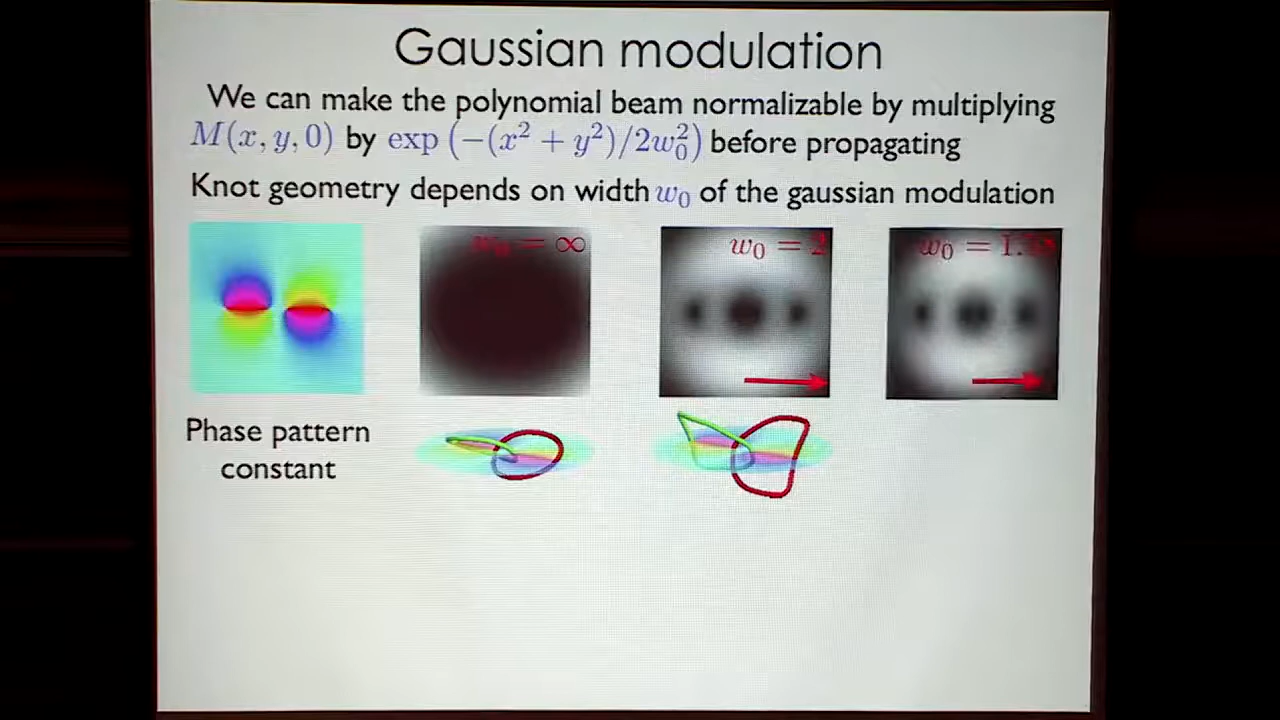 Gaussian modulation
We can make the polynomial beam normalizable by multiplying
M(x, y, 0) by exp (−(x² + y²)/2w₀²) before propagating
Knot geometry depends on width w₀ of the gaussian modulation
w₀ = ∞
w₀ = 2
w₀ =
Phase pattern
constant